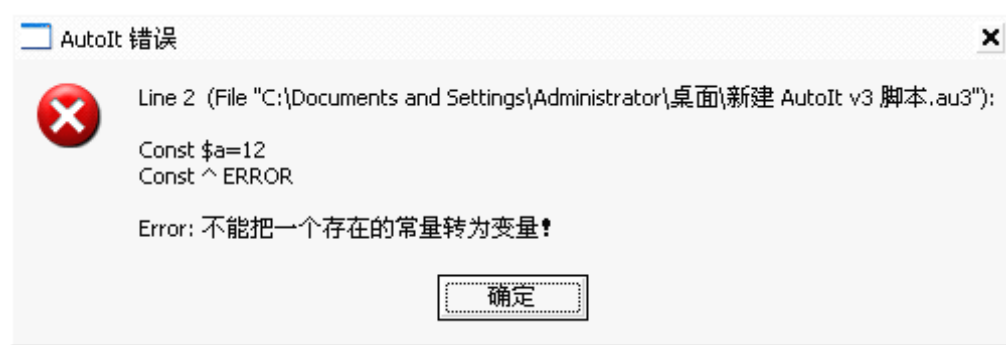 AutoIt 错误
Line 2 (File "C:\Documents and Settings\Administrator\桌面\新建 AutoIt v3 脚本.au3"):
Const $a=12
Const ^ ERROR
Error: 不能把一个存在的常量转为变量!
确定